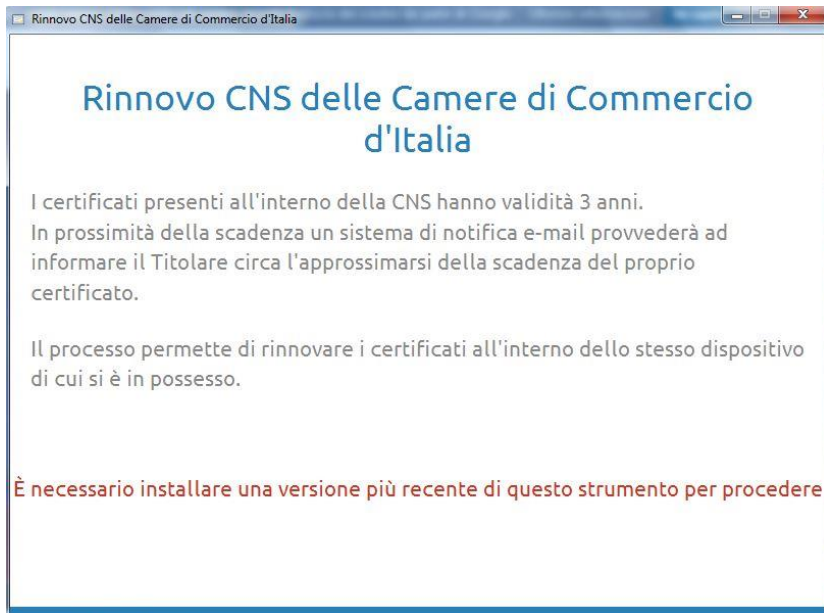 Rinnovo CNS delle Camere di Commercio d'Italia
Rinnovo CNS delle Camere di Commercio
d'Italia
I certificati presenti all'interno della CNS hanno validità 3 anni.
In prossimità della scadenza un sistema di notifica e-mail provvederà ad
informare il Titolare circa l'approssimarsi della scadenza del proprio
certificato.
Il processo permette di rinnovare i certificati all'interno dello stesso dispositivo
di cui si è in possesso.
È necessario installare una versione più recente di questo strumento per procedere